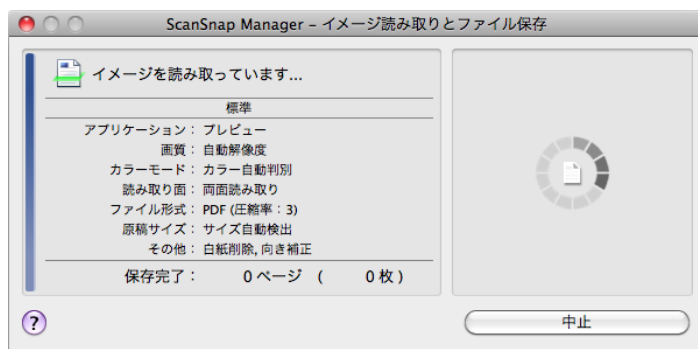 ScanSnap Manager – イメージ読み取りとファイル保存
イメージを読み取っています...
標準
アプリケーション： プレビュー
画質： 自動解像度
カラーモード： カラー自動判別
読み取り面： 両面読み取り
ファイル形式： PDF (圧縮率：3)
原稿サイズ： サイズ自動検出
その他： 白紙削除, 向き補正
保存完了： 0 ページ ( 0 枚 )
? 中止